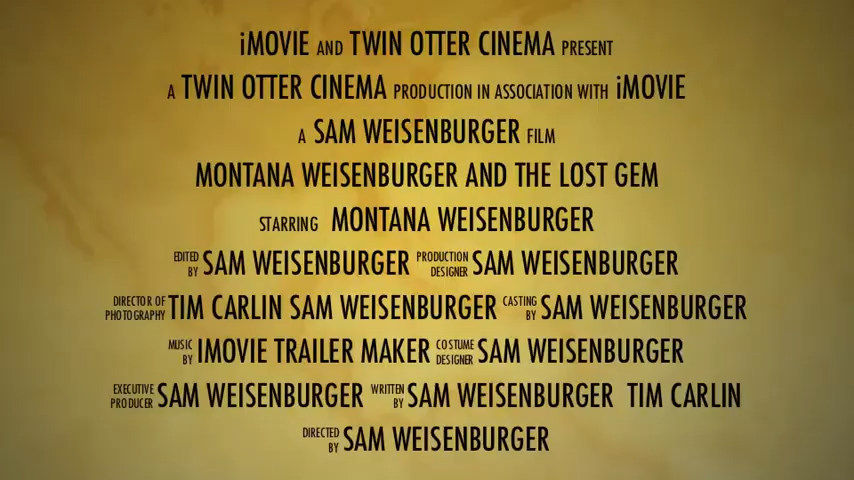 iMOVIE AND TWIN OTTER CINEMA PRESENT
A TWIN OTTER CINEMA PRODUCTION IN ASSOCIATION WITH iMOVIE
A SAM WEISENBURGER FILM
MONTANA WEISENBURGER AND THE LOST GEM
STARRING MONTANA WEISENBURGER
EDITED BY SAM WEISENBURGER PRODUCTION DESIGNER SAM WEISENBURGER
DIRECTOR OF PHOTOGRAPHY TIM CARLIN SAM WEISENBURGER CASTING BY SAM WEISENBURGER
MUSIC BY IMOVIE TRAILER MAKER COSTUME DESIGNER SAM WEISENBURGER
EXECUTIVE PRODUCER SAM WEISENBURGER WRITTEN BY SAM WEISENBURGER TIM CARLIN
DIRECTED BY SAM WEISENBURGER